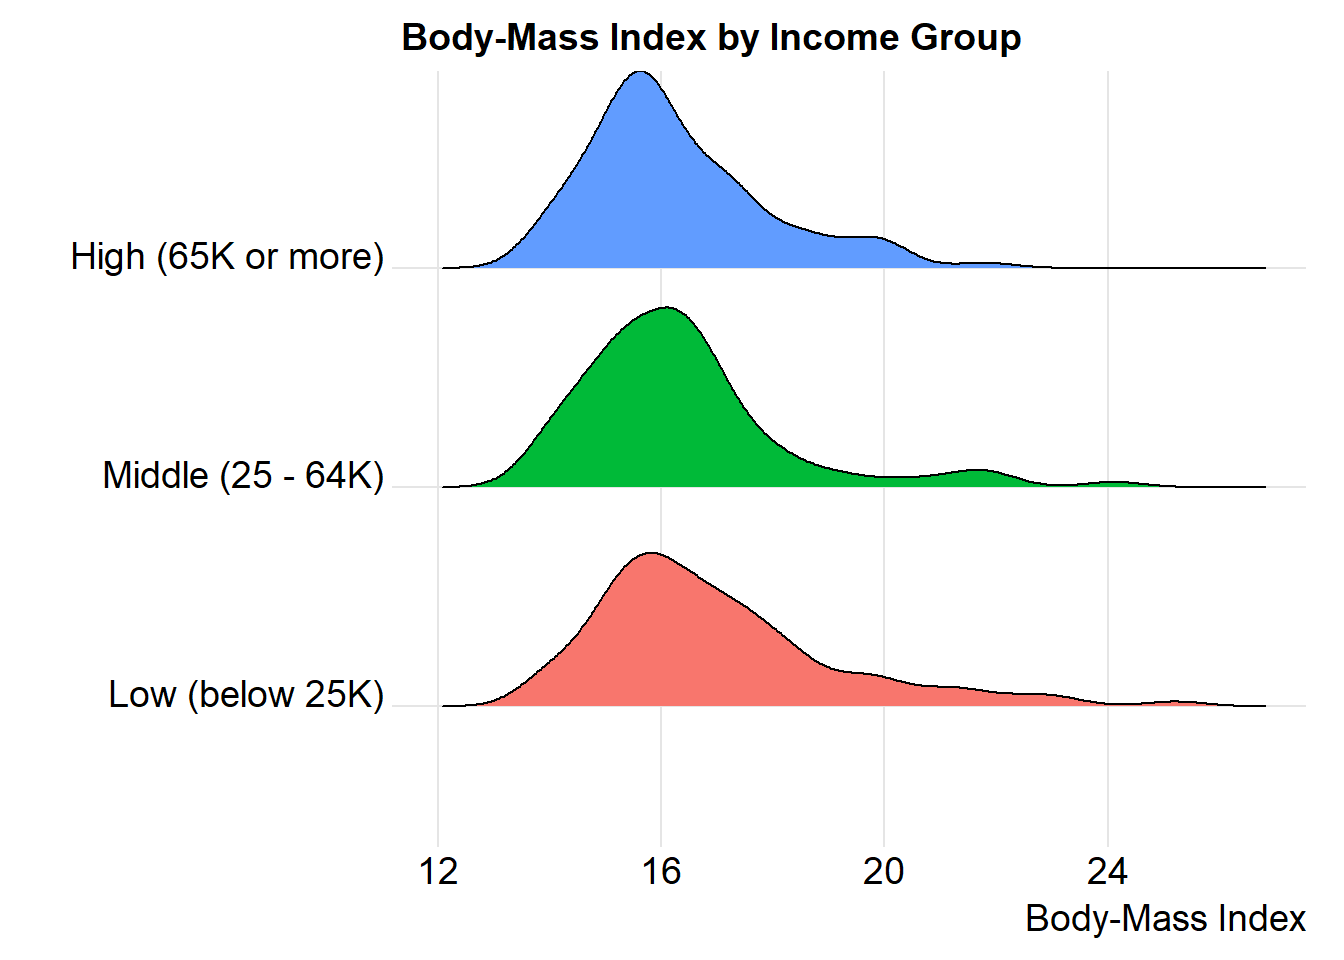 Body-Mass Index by Income Group
High (65K or more)
Middle (25 - 64K)
Low (below 25K)
12 16 20 24
Body-Mass Index